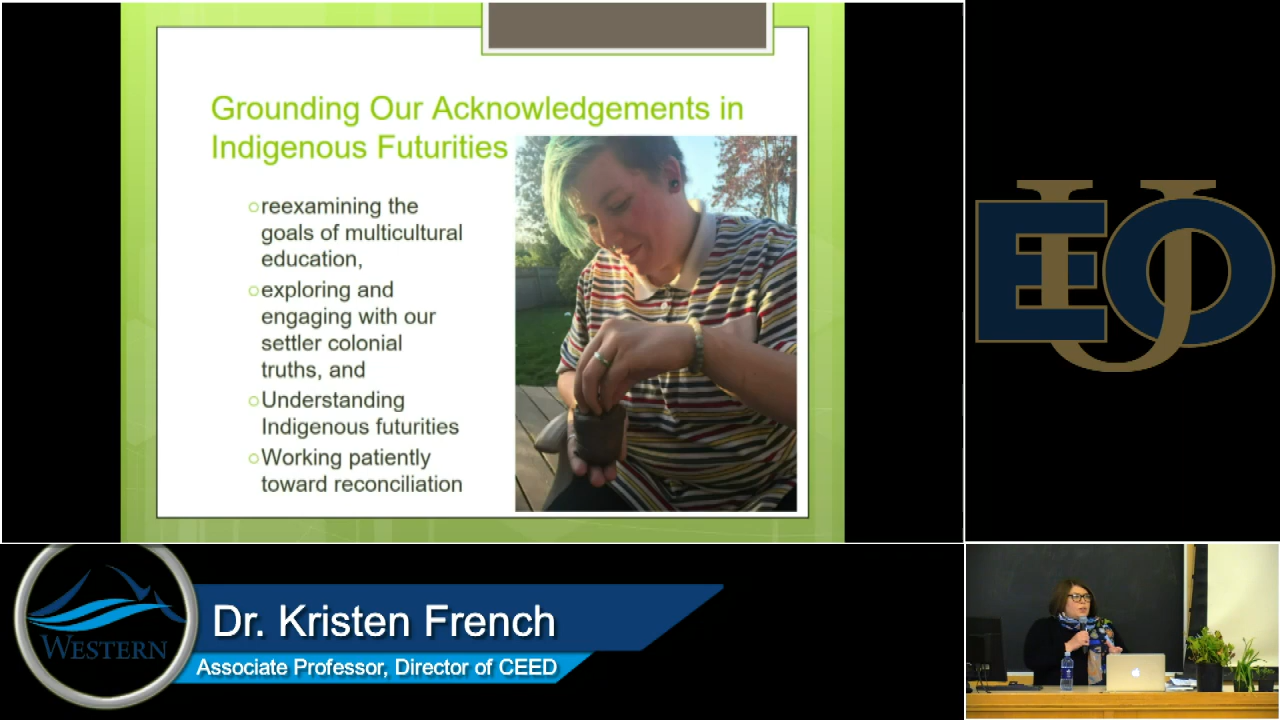 Grounding Our Acknowledgements in
Indigenous Futurities
reexamining the
goals of multicultural
education,
exploring and
engaging with our
settler colonial
truths, and
Understanding
Indigenous futurities
Working patiently
toward reconciliation
EUO
WESTERN
Dr. Kristen French
Associate Professor, Director of CEED